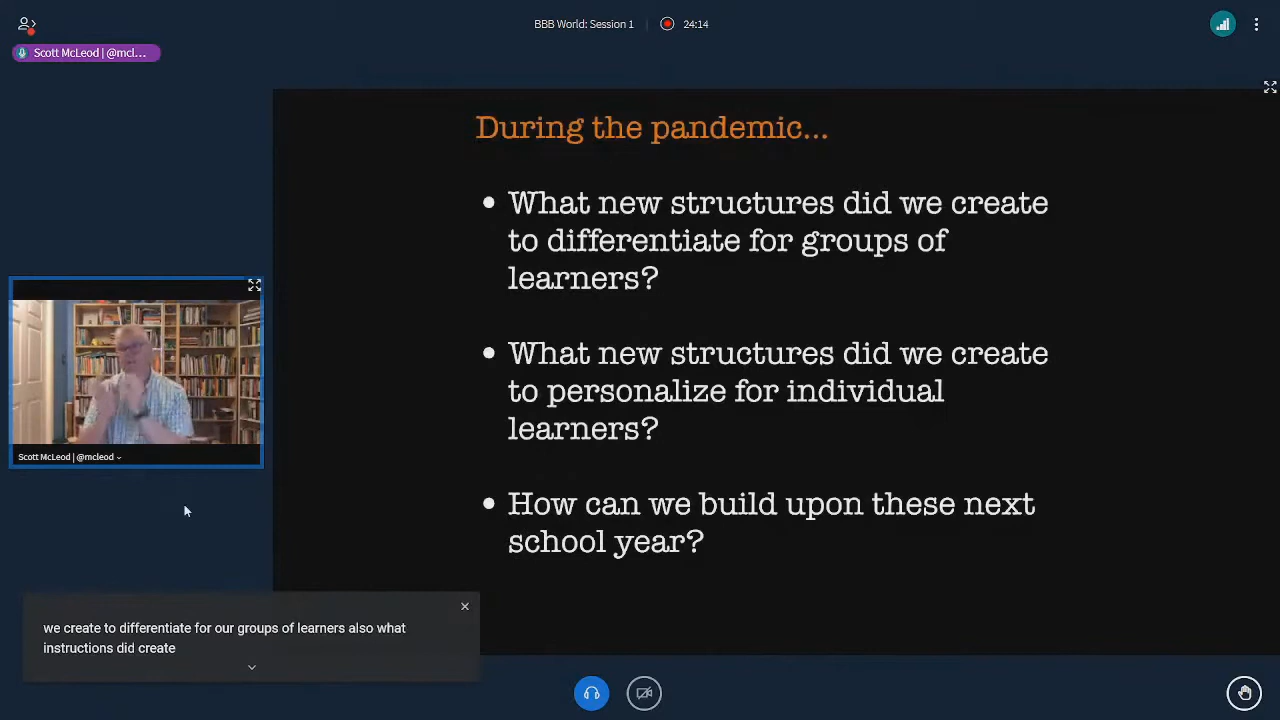 BBB World: Session 1
24:14
Scott McLeod | @mcl...
During the pandemic...
• What new structures did we create
to differentiate for groups of
learners?
• What new structures did we create
to personalize for individual
learners?
• How can we build upon these next
school year?
Scott McLeod | @mcleod
we create to differentiate for our groups of learners also what
instructions did create